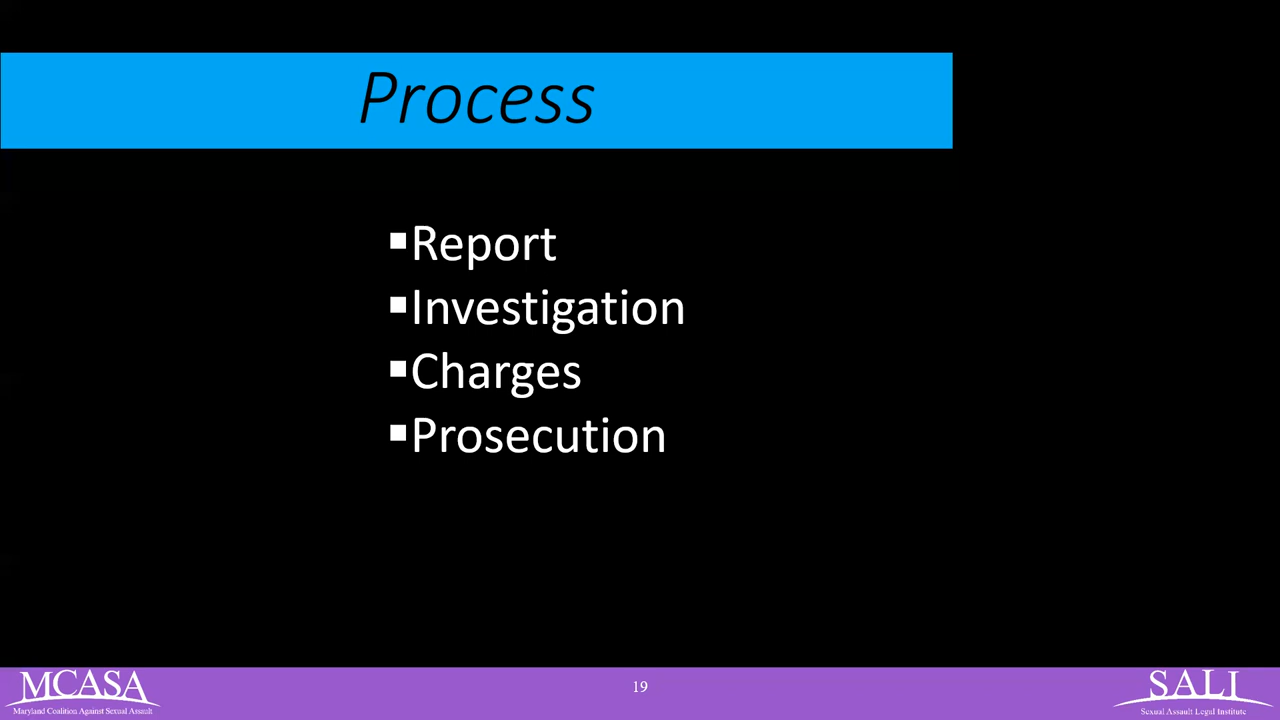 Process
▪Report
▪Investigation
▪Charges
▪Prosecution
MCASA
Maryland Coalition Against Sexual Assault
19
SALI
Sexual Assault Legal Institute